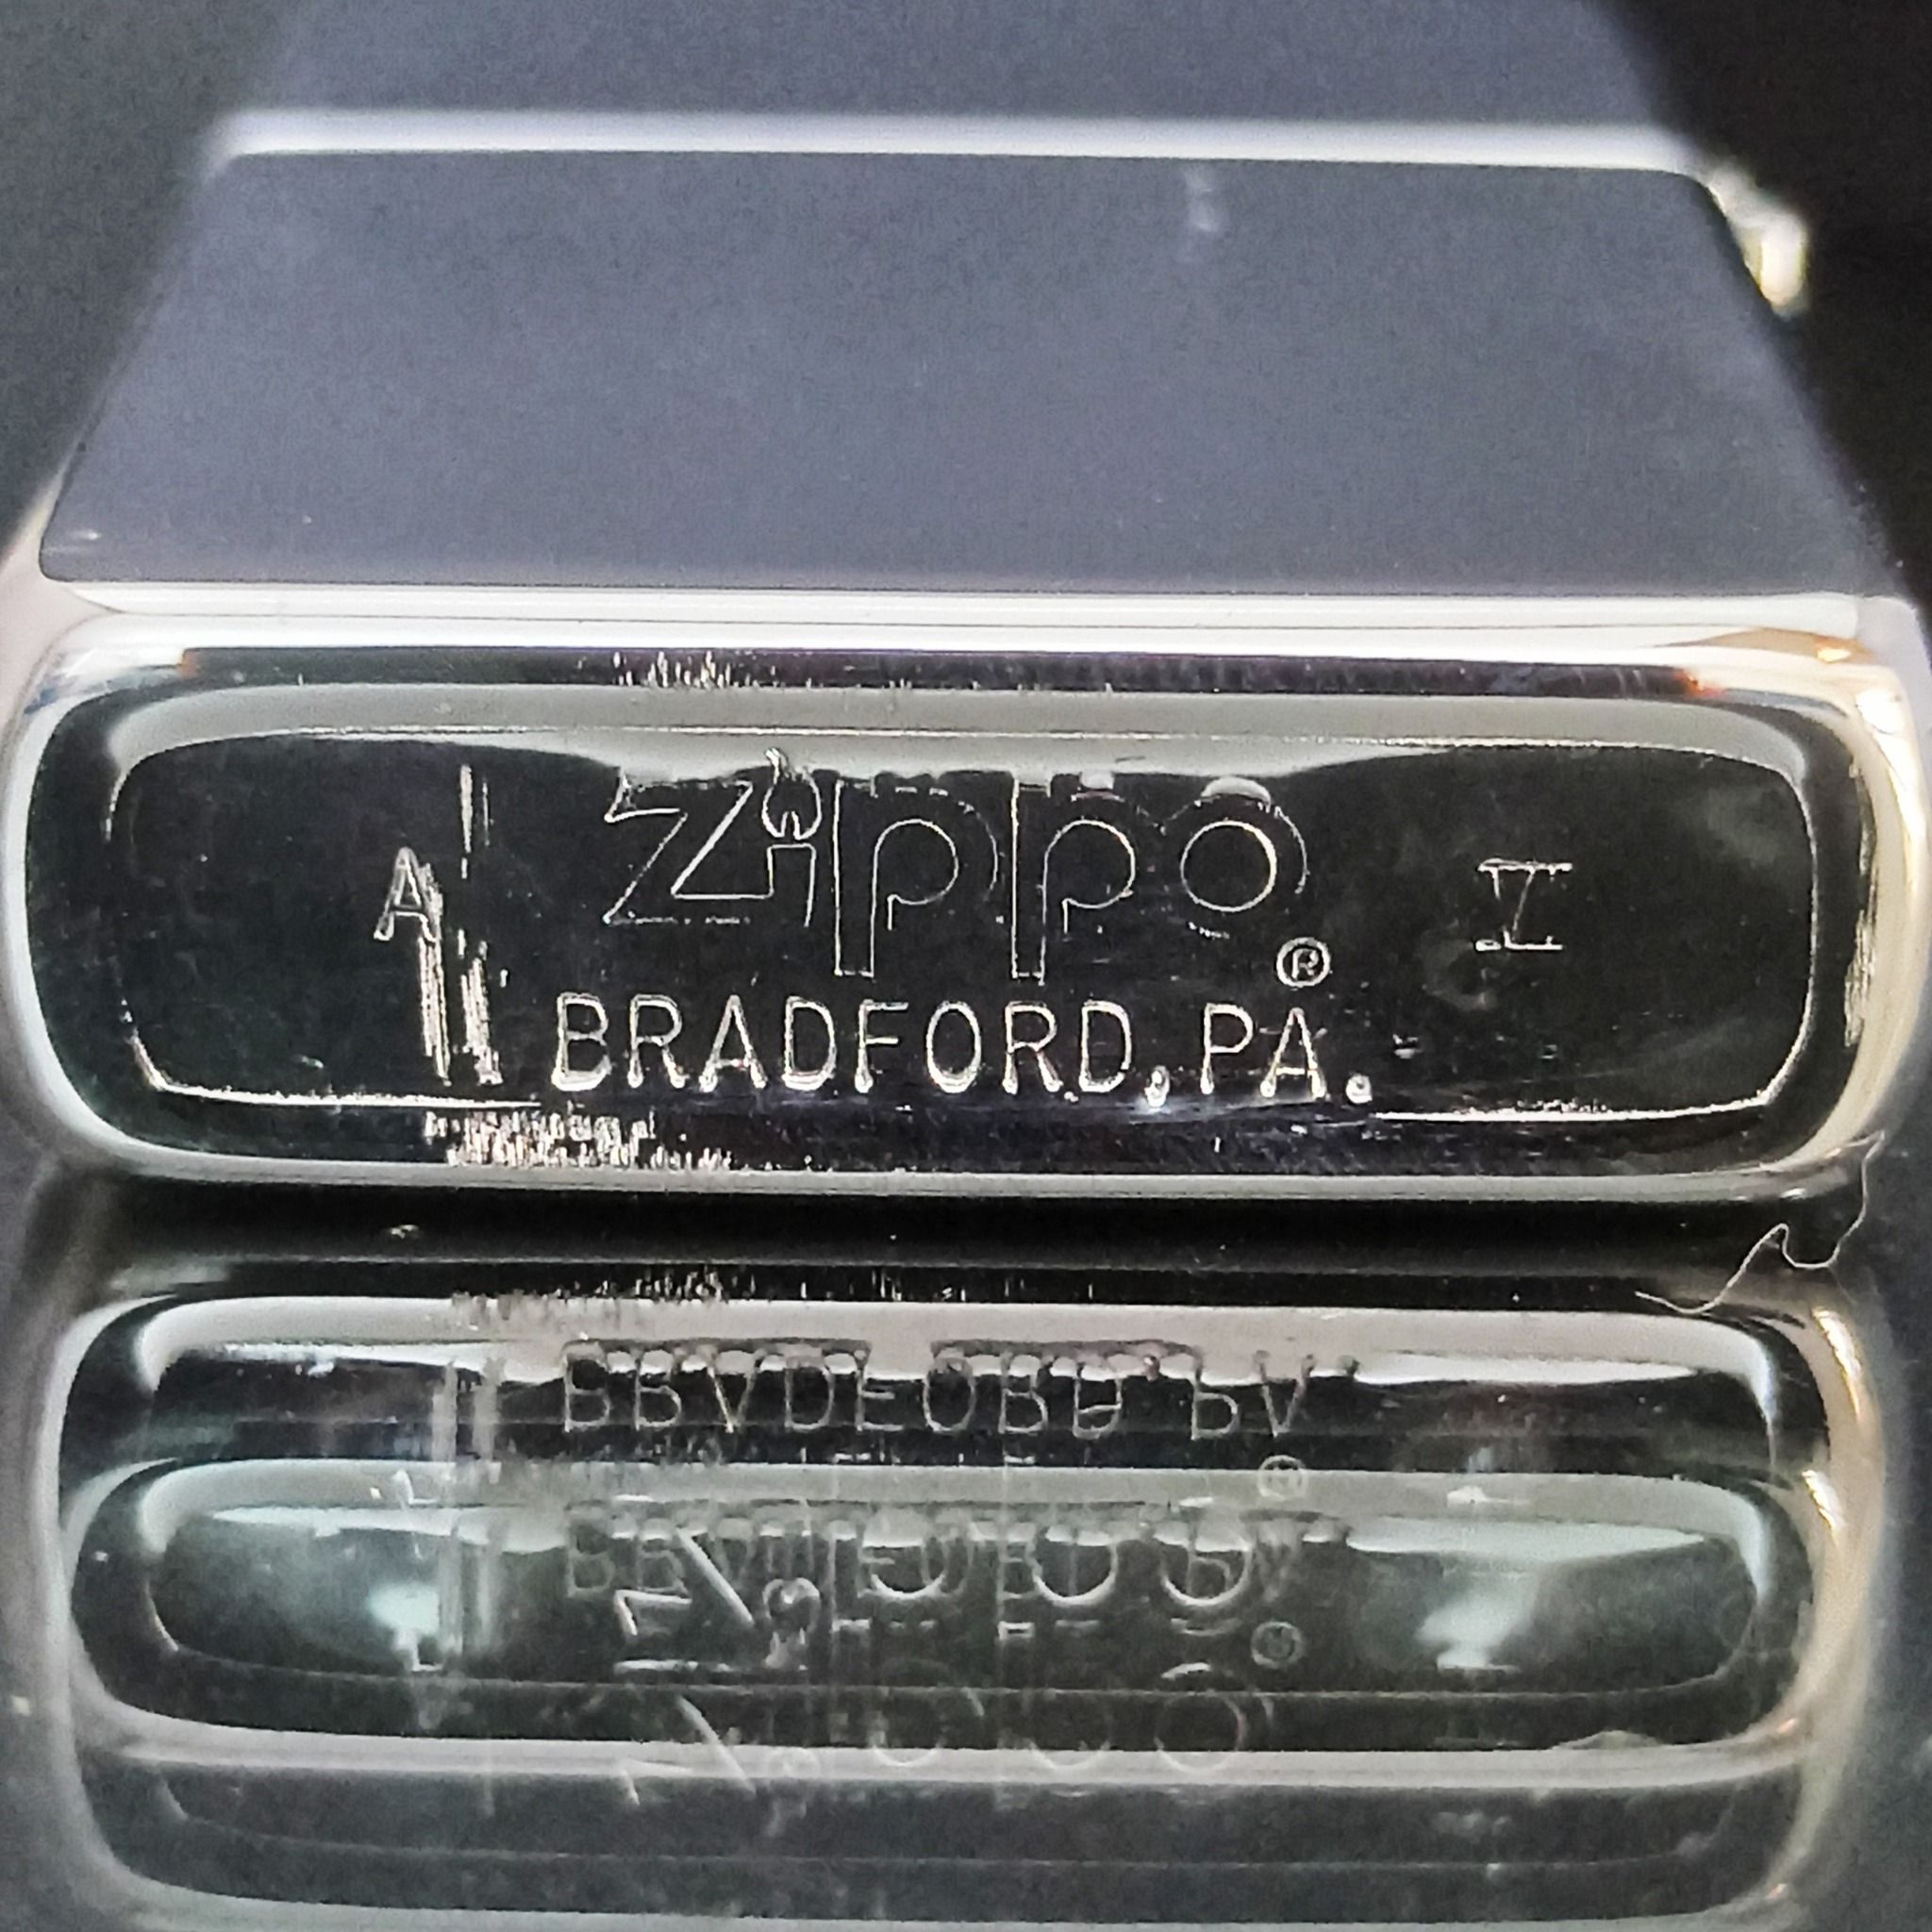 A Zippo® V
BRADFORD, PA.